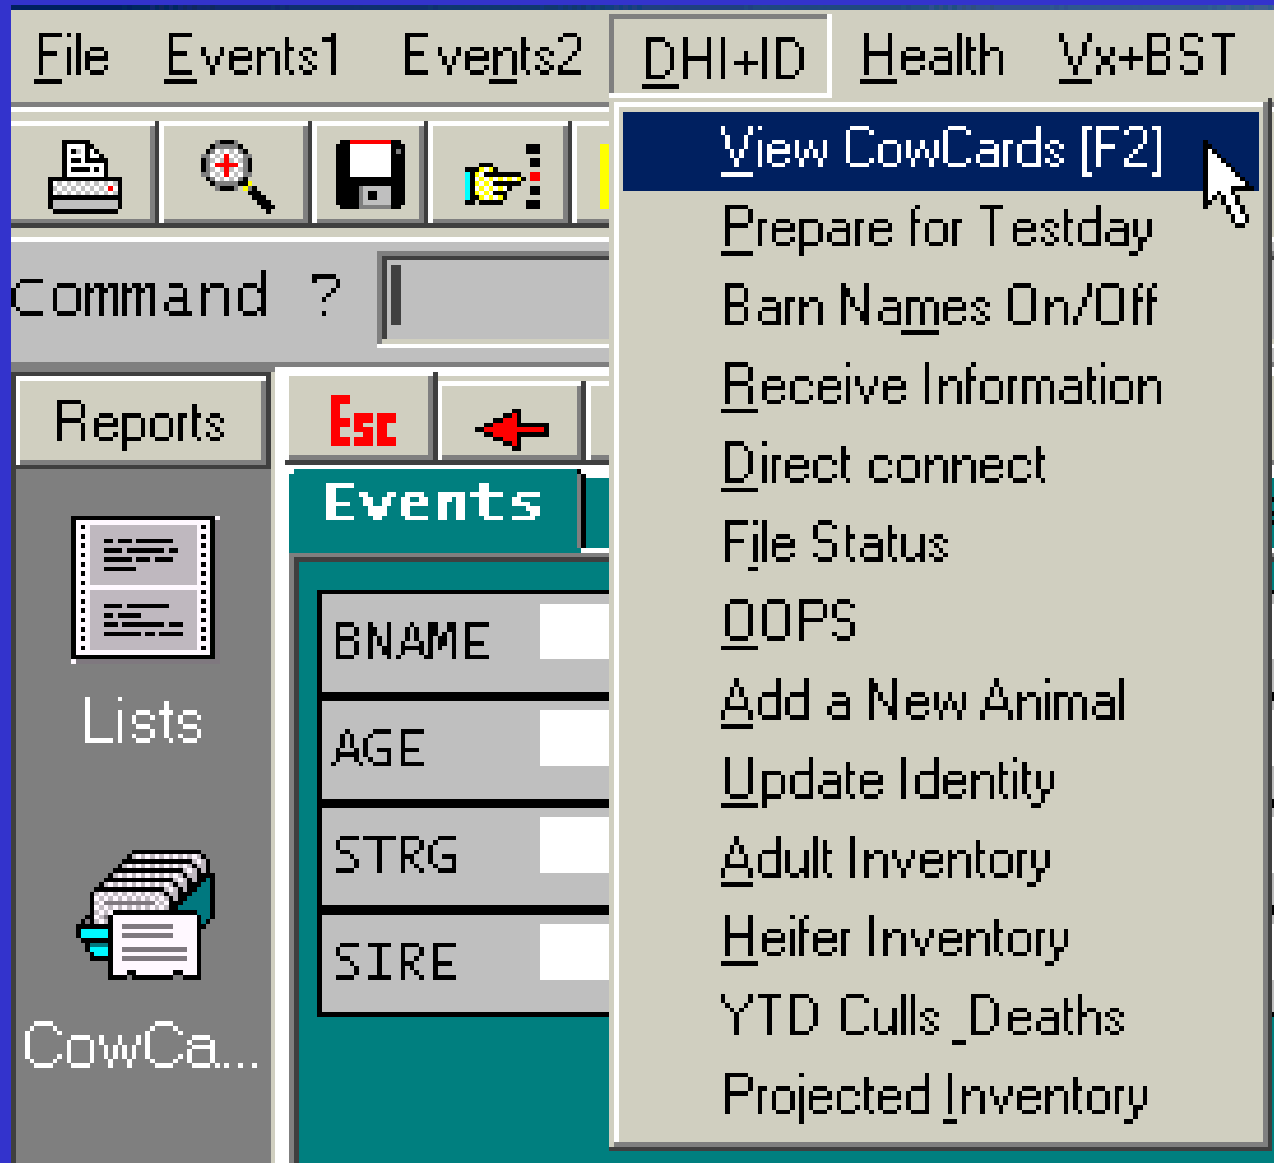 File Events1 Events2 DHI+ID Health Vx+BST
View CowCards [F2]
Prepare for Testday
Barn Names On/Off
Command ?
Receive Information
Reports Esc
Direct connect
Events
File Status
OOPS
BNAME
Lists
Add a New Animal
AGE
Update Identity
STRG
Adult Inventory
Heifer Inventory
SIRE
YTD Culls _Deaths
CowCa...
Projected Inventory